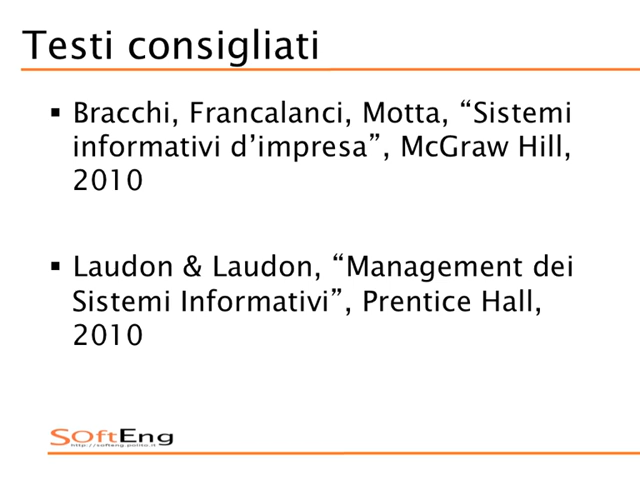 Testi consigliati
▪ Bracchi, Francalanci, Motta, “Sistemi
informativi d’impresa”, McGraw Hill,
2010
▪ Laudon & Laudon, “Management dei
Sistemi Informativi”, Prentice Hall,
2010
SOftEng
http://softeng.polito.it